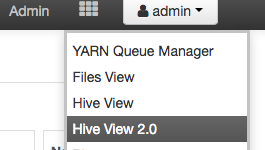 Admin admin
YARN Queue Manager
Files View
Hive View
Hive View 2.0